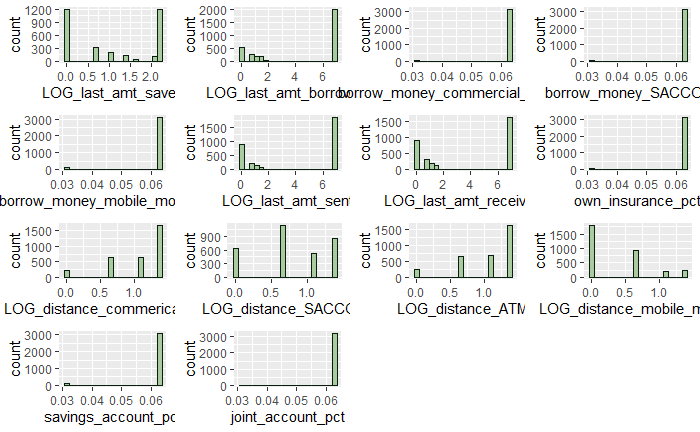 count
1200
900
600
300
0
0.0 0.5 1.0 1.5 2.0
LOG_last_amt_save
count
2000
1500
1000
500
0
0 2 4 6
LOG_last_amt_borrow
count
3000
2000
1000
0
0.03 0.04 0.05 0.06
borrow_money_commercial_
count
3000
2000
1000
0
0.03 0.04 0.05 0.06
borrow_money_SACCO
count
3000
2000
1000
0
0.03 0.04 0.05 0.06
borrow_money_mobile_mo
count
1500
1000
500
0
0 2 4 6
LOG_last_amt_sent
count
1500
1000
500
0
0 2 4 6
LOG_last_amt_receiv
count
3000
2000
1000
0
0.03 0.04 0.05 0.06
own_insurance_pct
count
1500
1000
500
0
0.0 0.5 1.0
LOG_distance_commerica
count
900
600
300
0
0.0 0.5 1.0
LOG_distance_SACCO
count
1500
1000
500
0
0.0 0.5 1.0
LOG_distance_ATM
count
1500
1000
500
0
0.0 0.5 1.0
LOG_distance_mobile_m
count
3000
2000
1000
0
0.03 0.04 0.05 0.06
savings_account_pc
count
3000
2000
1000
0
0.03 0.04 0.05 0.06
joint_account_pct